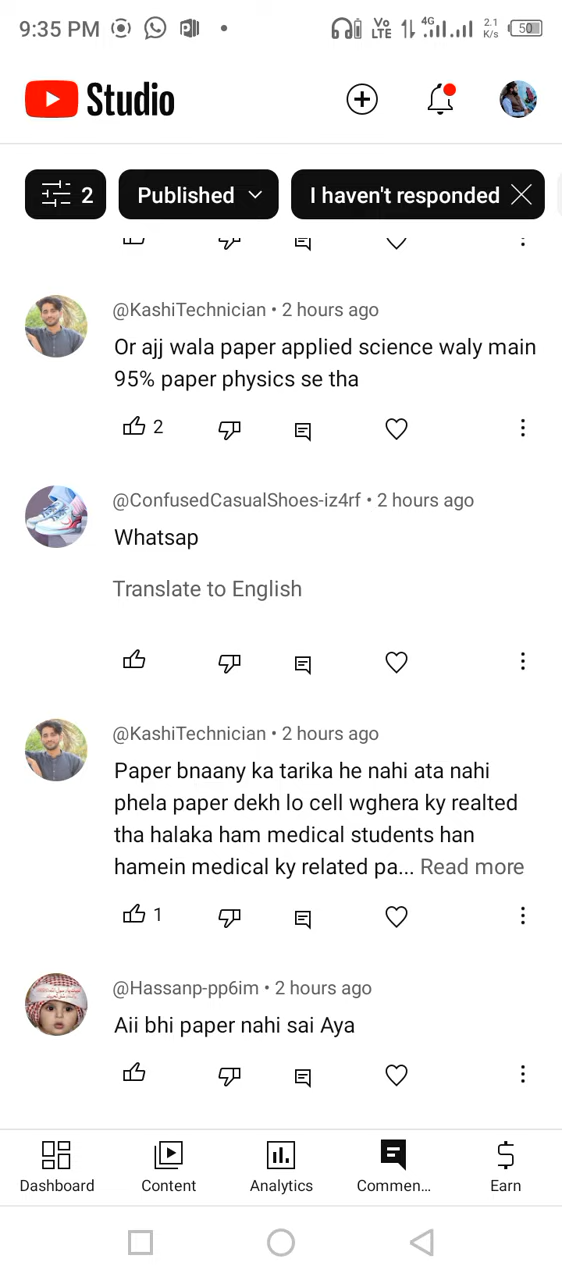 9:35 PM
Vo LTE 4G 2.1 K/s 50
Studio
2 Published I haven't responded
@KashiTechnician • 2 hours ago
Or ajj wala paper applied science waly main
95% paper physics se tha
2
@ConfusedCasualShoes-iz4rf • 2 hours ago
Whatsap
Translate to English
@KashiTechnician • 2 hours ago
Paper bnaany ka tarika he nahi ata nahi
phela paper dekh lo cell wghera ky realted
tha halaka ham medical students han
hamein medical ky related pa... Read more
1
@Hassanp-pp6im • 2 hours ago
Aii bhi paper nahi sai Aya
Dashboard Content Analytics Commen... Earn